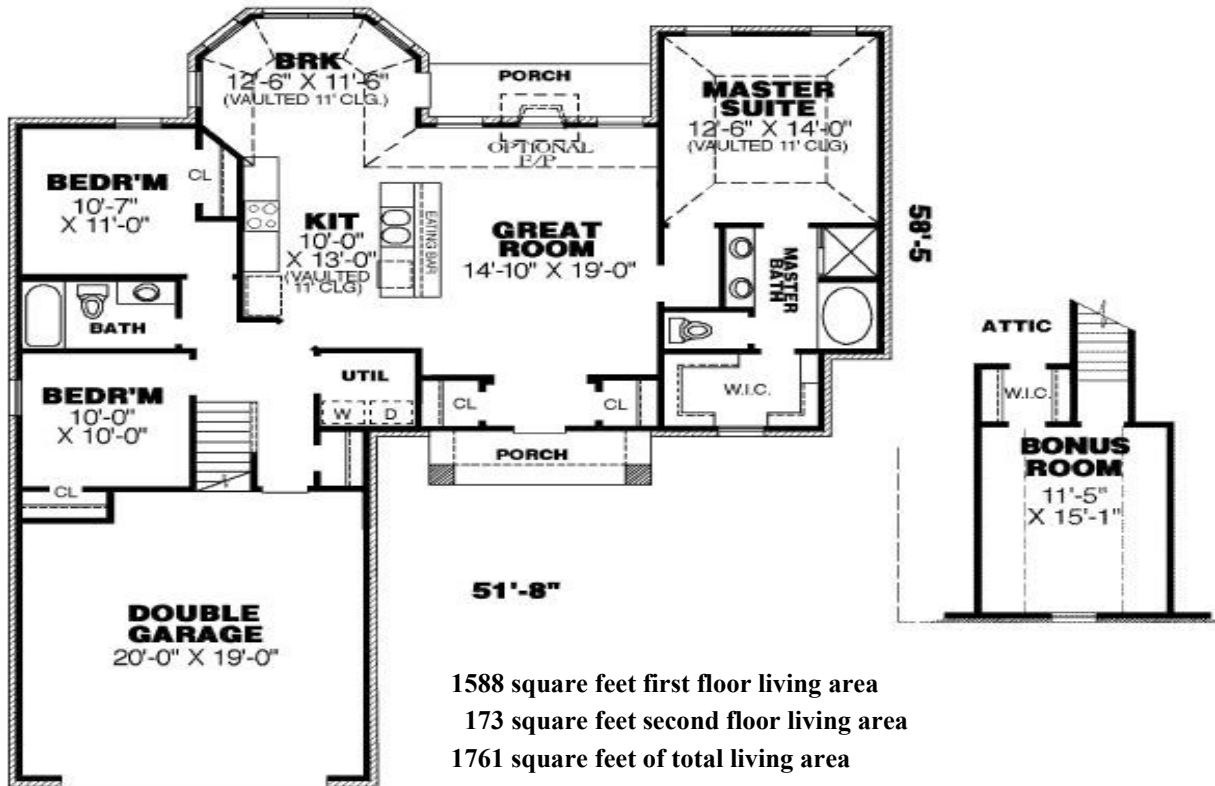 BRK
12'-6" X 11'-6"
(VAULTED 11' CLG.)
PORCH
MASTER
SUITE
12'-6" X 14'-0"
(VAULTED 11' CLG)
OPTIONAL
F/P
CL
BEDR'M
10'-7"
X 11'-0"
KIT
10'-0"
X 13'-0"
(VAULTED
11' CLG)
EATING BAR
GREAT
ROOM
14'-10" X 19'-0"
MASTER
BATH
58'-5
BATH
ATTIC
UTIL
W
D
BEDR'M
10'-0"
X 10'-0"
CL
CL
CL
W.I.C.
W.I.C.
PORCH
BONUS
ROOM
11'-5"
X 15'-1"
51'-8"
DOUBLE
GARAGE
20'-0" X 19'-0"
1588 square feet first floor living area
173 square feet second floor living area
1761 square feet of total living area